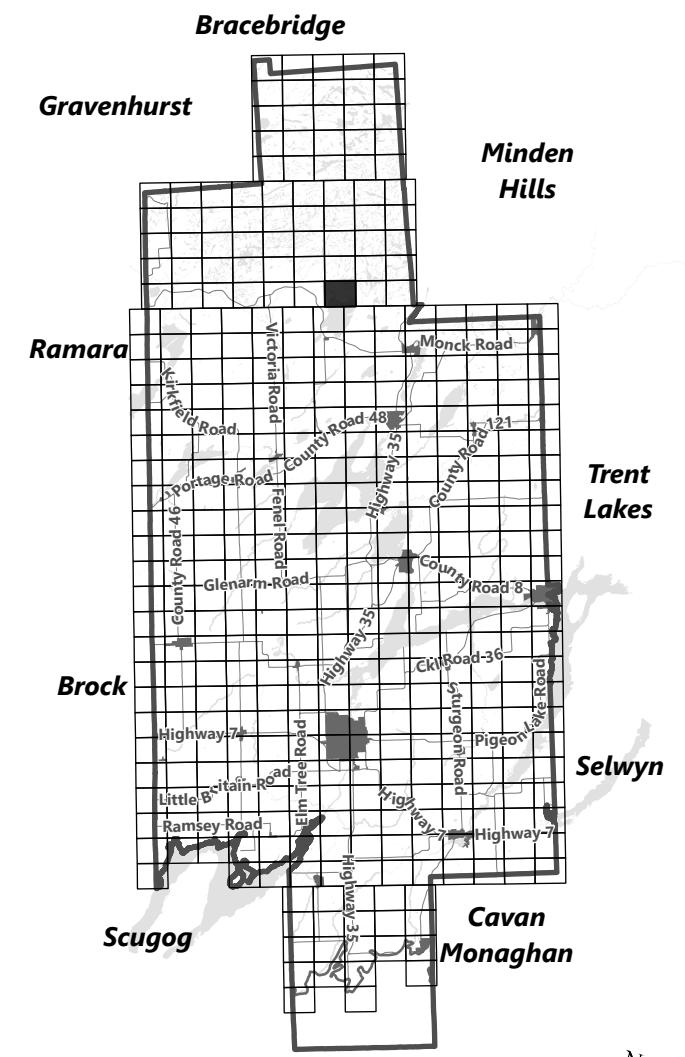 Bracebridge
Gravenhurst
Minden
Hills
Ramara
Victoria Road
Monck Road
Kirkfield Road
County Road 48
County Road 121
Highway 35
Portage Road
Trent
Lakes
County Road 46
Fenel Road
Glenarm Road
County Road 8
Highway 35
Ckl Road 36
Brock
Sturgeon Road
Pigeon Lake Road
Highway 7
Elm Tree Road
Selwyn
Little Britain Road
Highway 7
Highway 7
Ramsey Road
Highway 35
Scugog
Cavan
Monaghan
N